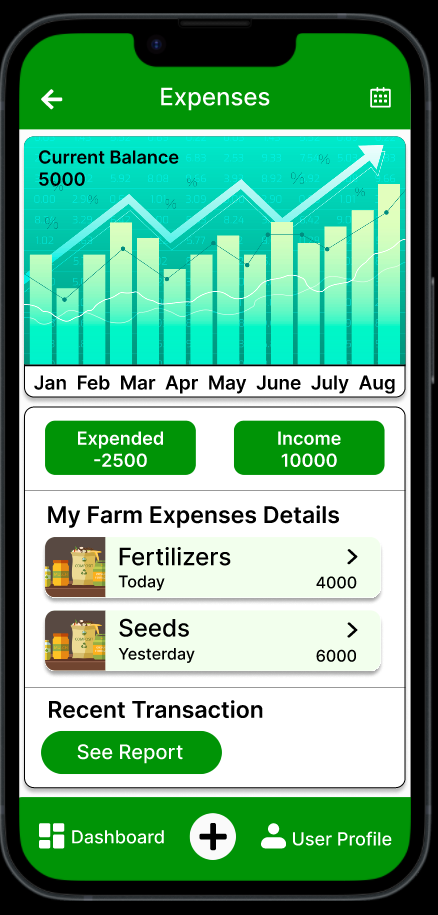 Expenses
Current Balance
5000
Jan Feb Mar Apr May June July Aug
Expended
-2500
Income
10000
My Farm Expenses Details
Fertilizers
Today
4000
Seeds
Yesterday
6000
Recent Transaction
See Report
Dashboard
User Profile